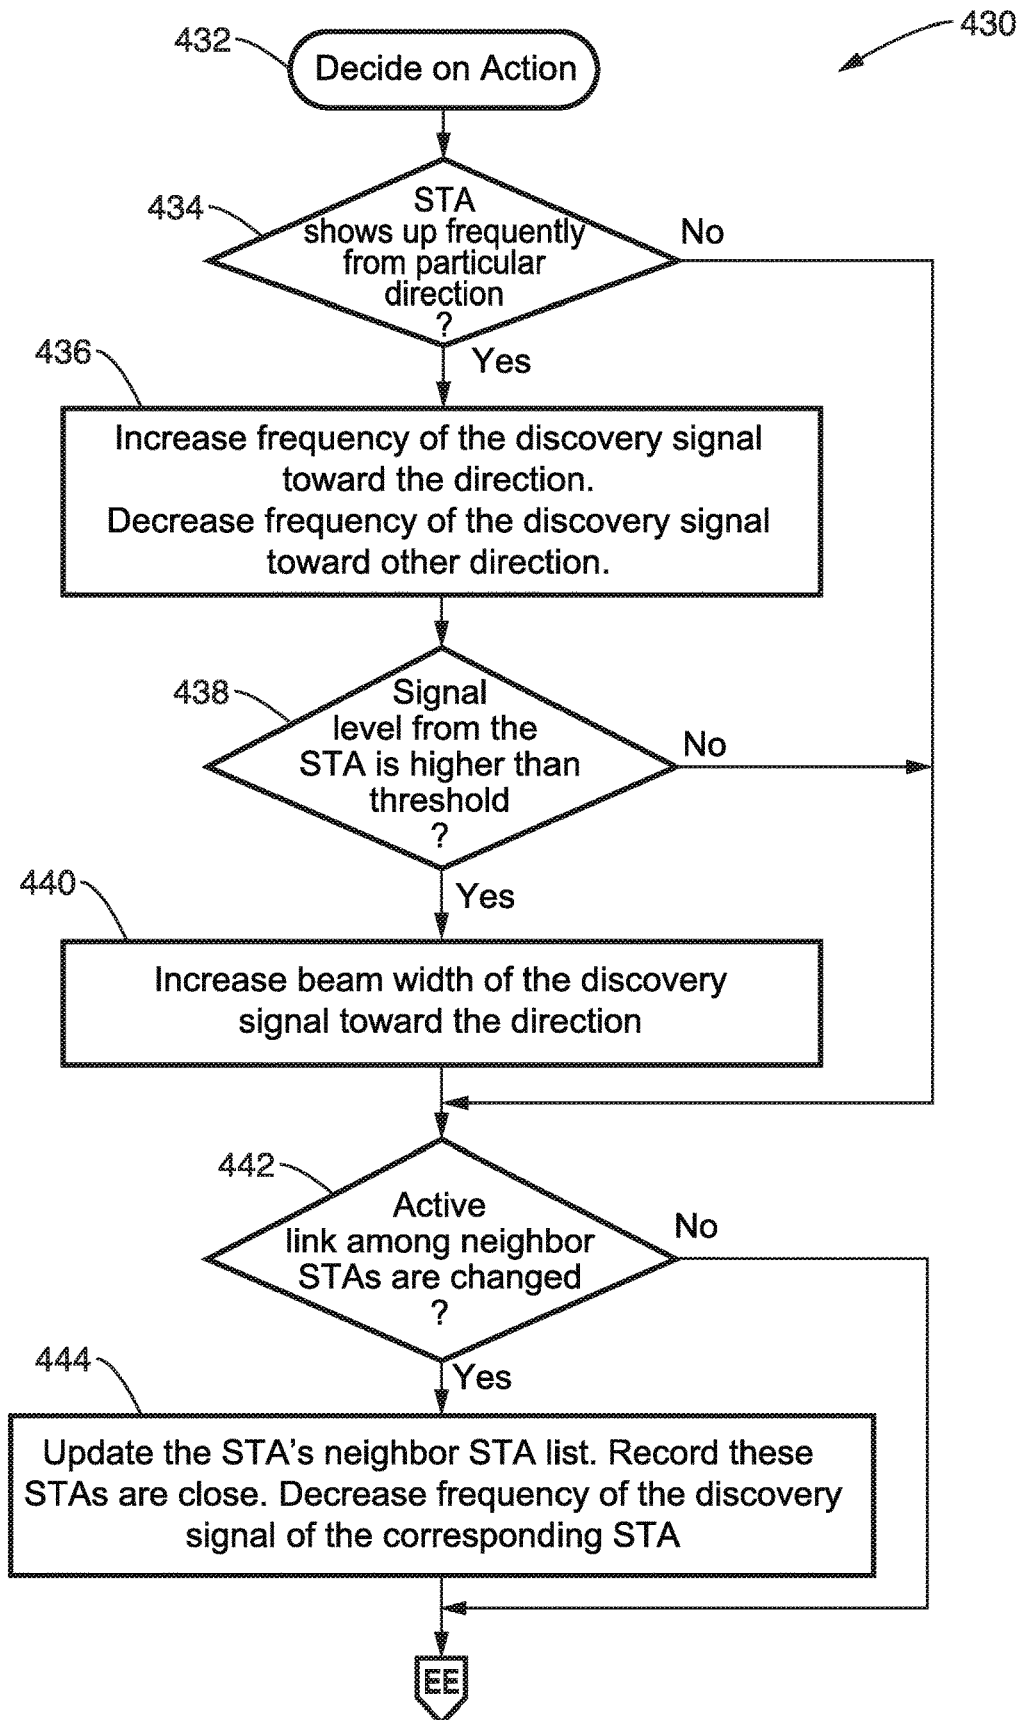 430
432
Decide on Action
434
STA
shows up frequently
from particular
direction
?
No
Yes
436
Increase frequency of the discovery signal
toward the direction.
Decrease frequency of the discovery signal
toward other direction.
438
Signal
level from the
STA is higher than
threshold
?
No
Yes
440
Increase beam width of the discovery
signal toward the direction
442
Active
link among neighbor
STAs are changed
?
No
Yes
444
Update the STA's neighbor STA list. Record these
STAs are close. Decrease frequency of the discovery
signal of the corresponding STA
EE